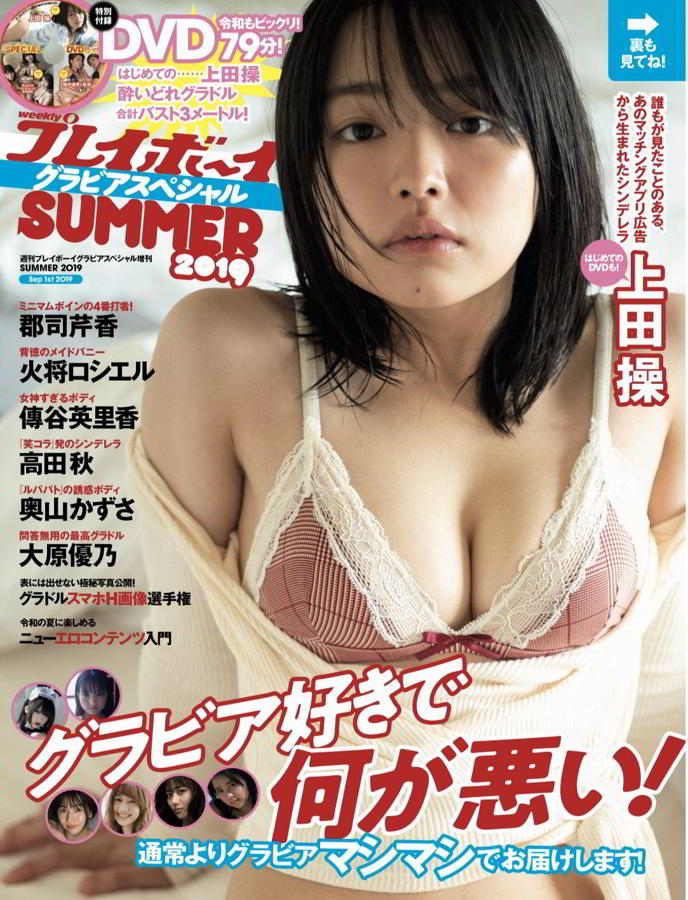 特別付録
上田 操
SPECIAL
DVD
令和もビックリ!
DVD 79分!
はじめての……上田操
酔いどれグラドル
合計バスト3メートル!
weekly
プレイボーイ
グラビアスペシャル
SUMMER
2019
週刊プレイボーイグラビアスペシャル増刊
SUMMER 2019
Sep 1st 2019
ミニマムボインの4番打者!
郡司芹香
背徳のメイドバニー
火将ロシエル
女神すぎるボディ
傳谷英里香
『笑コラ』発のシンデレラ
高田秋
『ルパパト』の誘惑ボディ
奥山かずさ
問答無用の最高グラドル
大原優乃
表には出せない極秘写真公開!
グラドルスマホH画像選手権
令和の夏に楽しめる
ニューエロコンテンツ入門
裏も
見てね!
誰もが見たことのある、
あのマッチングアプリ広告
から生まれたシンデレラ
はじめての
DVDも!
上田操
グラビア好きで
何が悪い!
通常よりグラビアマシマシでお届けします!